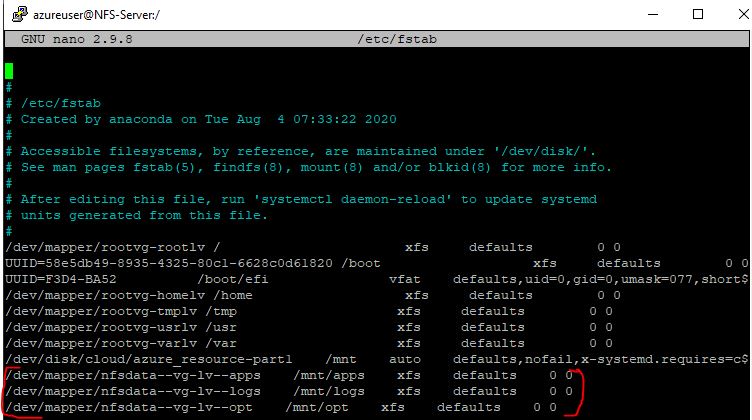 azureuser@NFS-Server:/
GNU nano 2.9.8 /etc/fstab
#
# /etc/fstab
# Created by anaconda on Tue Aug  4 07:33:22 2020
#
# Accessible filesystems, by reference, are maintained under '/dev/disk/'.
# See man pages fstab(5), findfs(8), mount(8) and/or blkid(8) for more info.
#
# After editing this file, run 'systemctl daemon-reload' to update systemd
# units generated from this file.
#
/dev/mapper/rootvg-rootlv / xfs defaults 0 0
UUID=58e5db49-8935-4325-80c1-6628c0d61820 /boot xfs defaults 0 0
UUID=F3D4-BA52 /boot/efi vfat defaults,uid=0,gid=0,umask=077,short$
/dev/mapper/rootvg-homelv /home xfs defaults 0 0
/dev/mapper/rootvg-tmplv /tmp xfs defaults 0 0
/dev/mapper/rootvg-usrlv /usr xfs defaults 0 0
/dev/mapper/rootvg-varlv /var xfs defaults 0 0
/dev/disk/cloud/azure_resource-part1 /mnt auto defaults,nofail,x-systemd.requires=c$
/dev/mapper/nfsdata--vg-lv--apps /mnt/apps xfs defaults 0 0
/dev/mapper/nfsdata--vg-lv--logs /mnt/logs xfs defaults 0 0
/dev/mapper/nfsdata--vg-lv--opt /mnt/opt xfs defaults 0 0